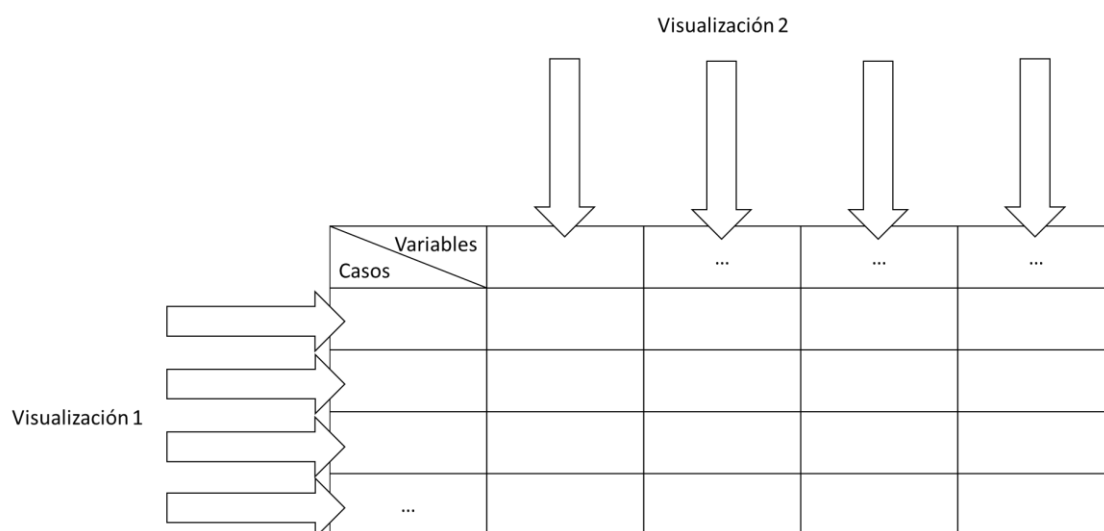 Visualización 2
Variables
Casos
...
...
...
Visualización 1
...